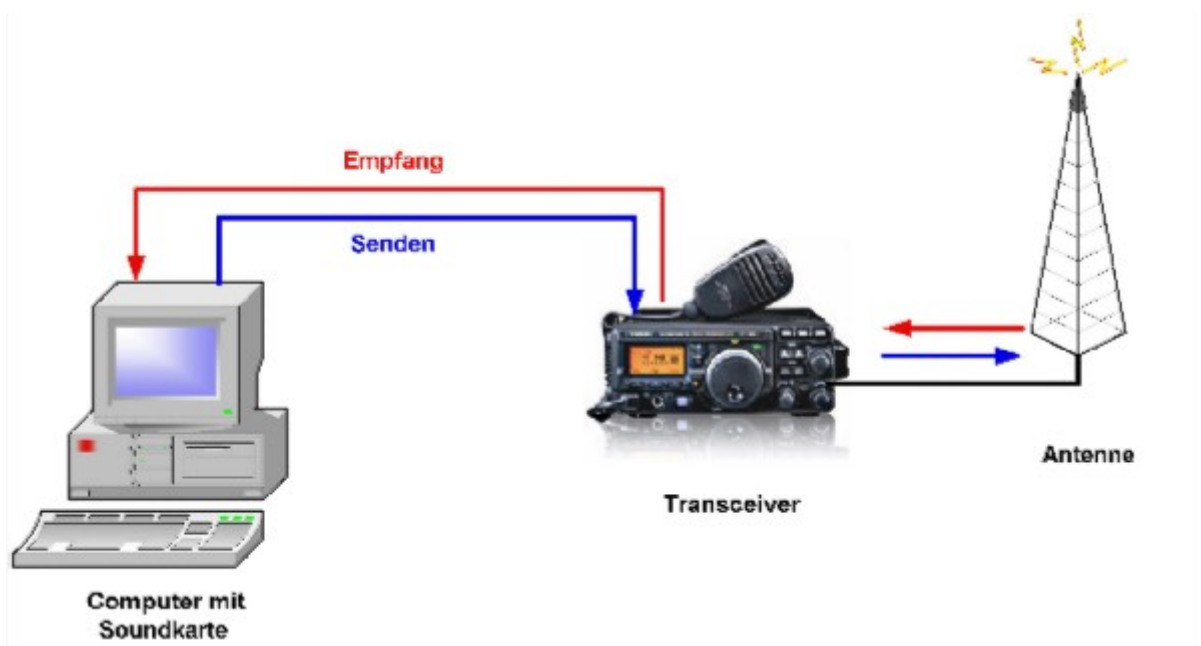 Empfang
Senden
Antenne
Transceiver
Computer mit
Soundkarte